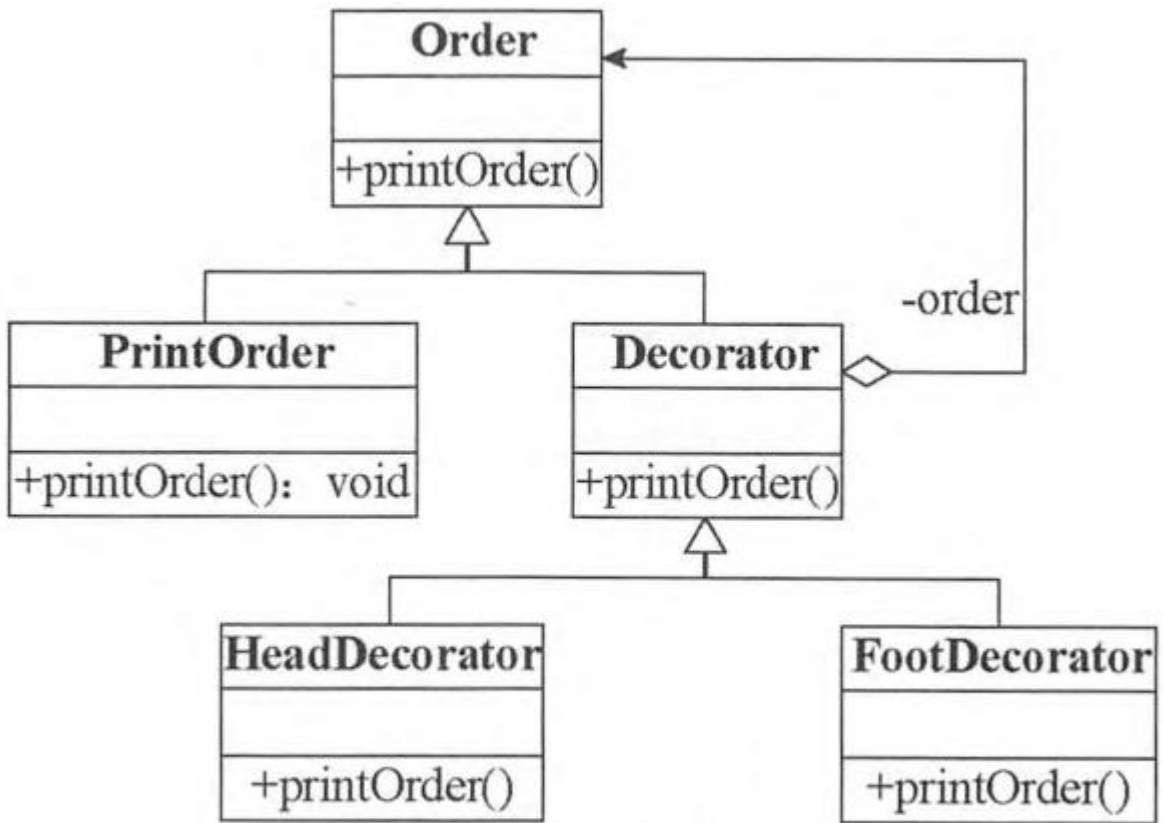 Order
+printOrder()
-order
PrintOrder
+printOrder()： void
Decorator
+printOrder()
HeadDecorator
+printOrder()
FootDecorator
+printOrder()